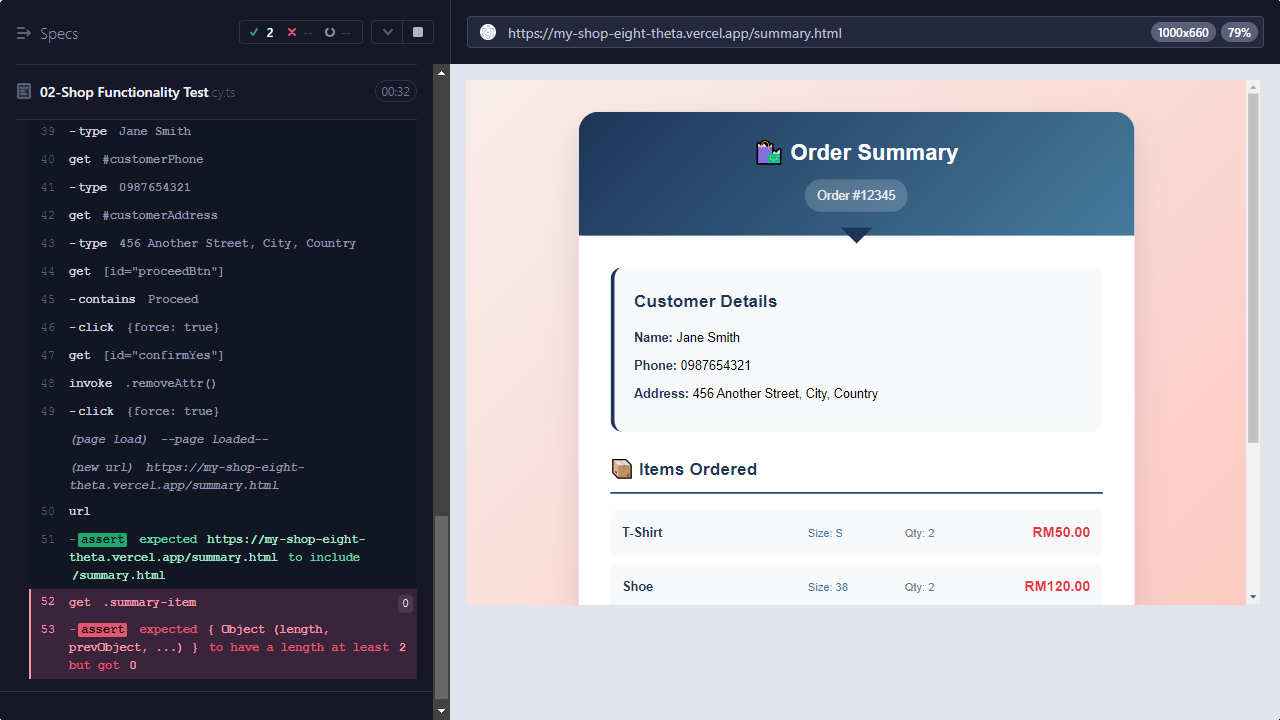 Specs
2 -- --
https://my-shop-eight-theta.vercel.app/summary.html
1000x660
79%
02-Shop Functionality Test.cy.ts
00:32
39 -type Jane Smith
40 get #customerPhone
41 -type 0987654321
42 get #customerAddress
43 -type 456 Another Street, City, Country
44 get [id="proceedBtn"]
45 -contains Proceed
46 -click {force: true}
47 get [id="confirmYes"]
48 invoke .removeAttr()
49 -click {force: true}
(page load) --page loaded--
(new url) https://my-shop-eight-
theta.vercel.app/summary.html
50 url
51 -assert expected https://my-shop-eight-
theta.vercel.app/summary.html to include
/summary.html
52 get .summary-item 0
53 -assert expected { Object (length,
prevObject, ...) } to have a length at least 2
but got 0
Order Summary
Order #12345
Customer Details
Name: Jane Smith
Phone: 0987654321
Address: 456 Another Street, City, Country
Items Ordered
T-Shirt Size: S Qty: 2 RM50.00
Shoe Size: 38 Qty: 2 RM120.00